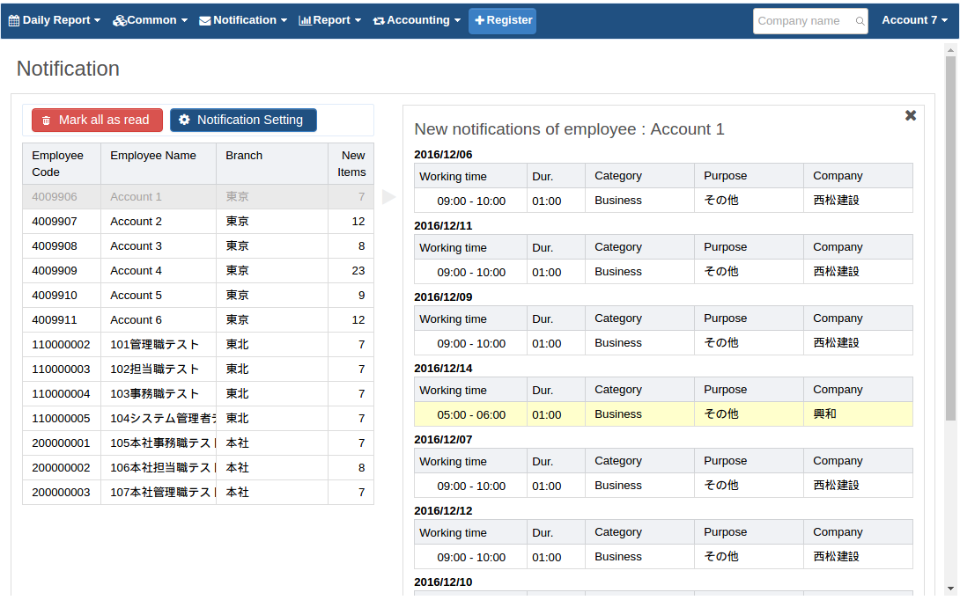 Daily Report Common Notification Report Accounting Register Company name Account 7
Notification
Mark all as read Notification Setting
Employee Code Employee Name Branch New Items
4009906 Account 1 東京 7
4009907 Account 2 東京 12
4009908 Account 3 東京 8
4009909 Account 4 東京 23
4009910 Account 5 東京 9
4009911 Account 6 東京 12
110000002 101管理職テスト 東北 7
110000003 102担当職テスト 東北 7
110000004 103事務職テスト 東北 7
110000005 104システム管理者 東北 7
200000001 105本社事務職テス 本社 7
200000002 106本社担当職テス 本社 8
200000003 107本社管理職テス 本社 7
New notifications of employee : Account 1
2016/12/06
Working time Dur. Category Purpose Company
09:00 - 10:00 01:00 Business その他 西松建設
2016/12/11
Working time Dur. Category Purpose Company
09:00 - 10:00 01:00 Business その他 西松建設
2016/12/09
Working time Dur. Category Purpose Company
09:00 - 10:00 01:00 Business その他 西松建設
2016/12/14
Working time Dur. Category Purpose Company
05:00 - 06:00 01:00 Business その他 興和
2016/12/07
Working time Dur. Category Purpose Company
09:00 - 10:00 01:00 Business その他 西松建設
2016/12/12
Working time Dur. Category Purpose Company
09:00 - 10:00 01:00 Business その他 西松建設
2016/12/10